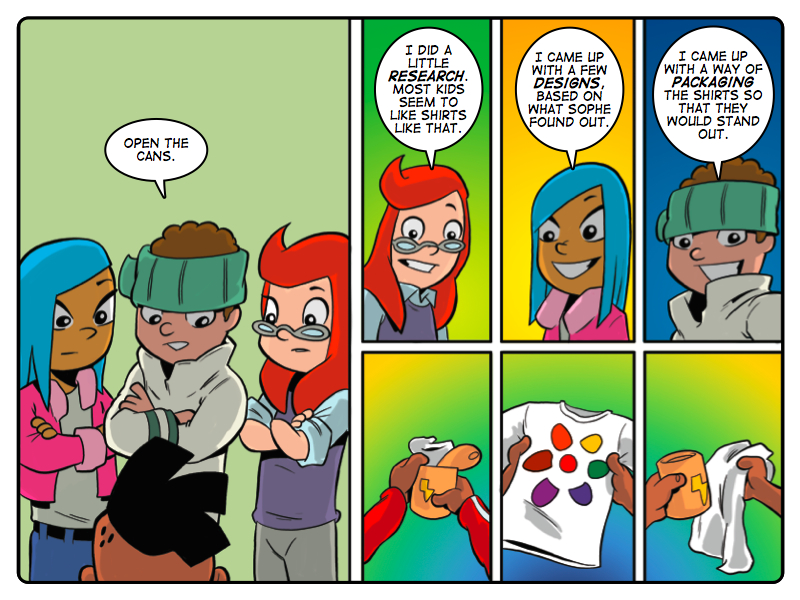 OPEN THE
CANS.
I DID A
LITTLE
RESEARCH.
MOST KIDS
SEEM TO
LIKE SHIRTS
LIKE THAT.
I CAME UP
WITH A FEW
DESIGNS,
BASED ON
WHAT SOPHE
FOUND OUT.
I CAME UP
WITH A WAY OF
PACKAGING
THE SHIRTS SO
THAT THEY
WOULD STAND
OUT.